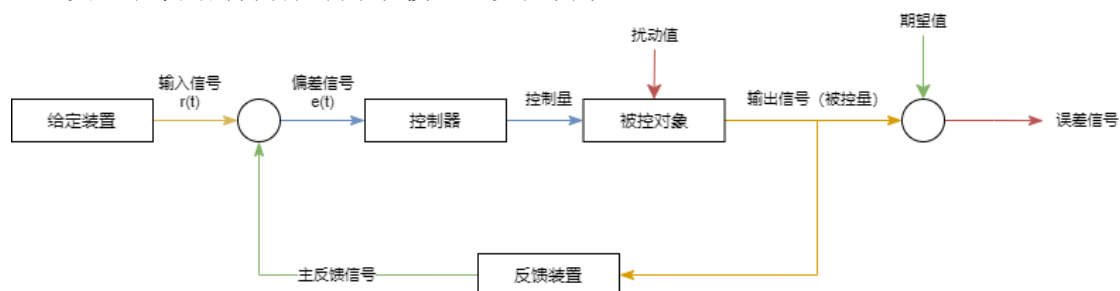 扰动值
期望值
输入信号
r(t)
偏差信号
e(t)
控制量
输出信号（被控量）
给定装置
控制器
被控对象
误差信号
主反馈信号
反馈装置